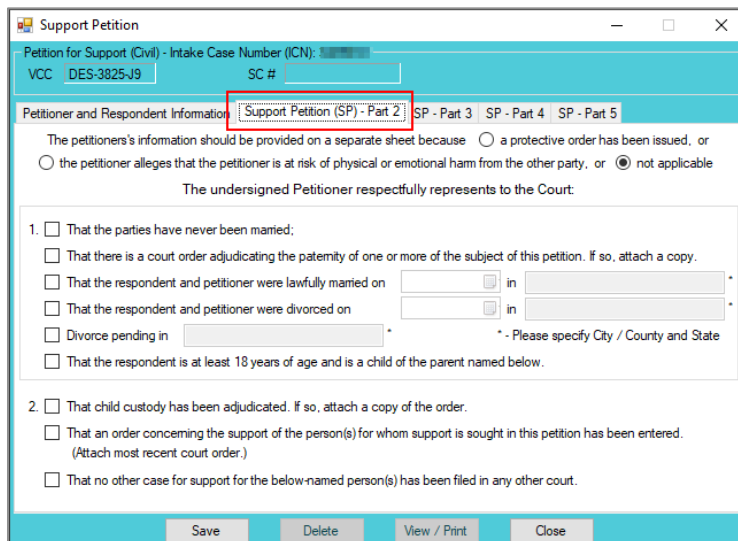 Support Petition
Petition for Support (Civil) - Intake Case Number (ICN):
VCC DES-3825-J9 SC #
Petitioner and Respondent Information Support Petition (SP) - Part 2 SP - Part 3 SP - Part 4 SP - Part 5
The petitioners's information should be provided on a separate sheet because a protective order has been issued, or
the petitioner alleges that the petitioner is at risk of physical or emotional harm from the other party, or not applicable
The undersigned Petitioner respectfully represents to the Court:
1. That the parties have never been married;
That there is a court order adjudicating the paternity of one or more of the subject of this petition. If so, attach a copy.
That the respondent and petitioner were lawfully married on in *
That the respondent and petitioner were divorced on in *
Divorce pending in * * - Please specify City / County and State
That the respondent is at least 18 years of age and is a child of the parent named below.
2. That child custody has been adjudicated. If so, attach a copy of the order.
That an order concerning the support of the person(s) for whom support is sought in this petition has been entered.
(Attach most recent court order.)
That no other case for support for the below-named person(s) has been filed in any other court.
Save Delete View / Print Close